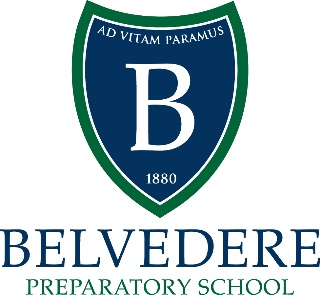 AD VITAM PARAMUS
B
1880
BELVEDERE
PREPARATORY SCHOOL